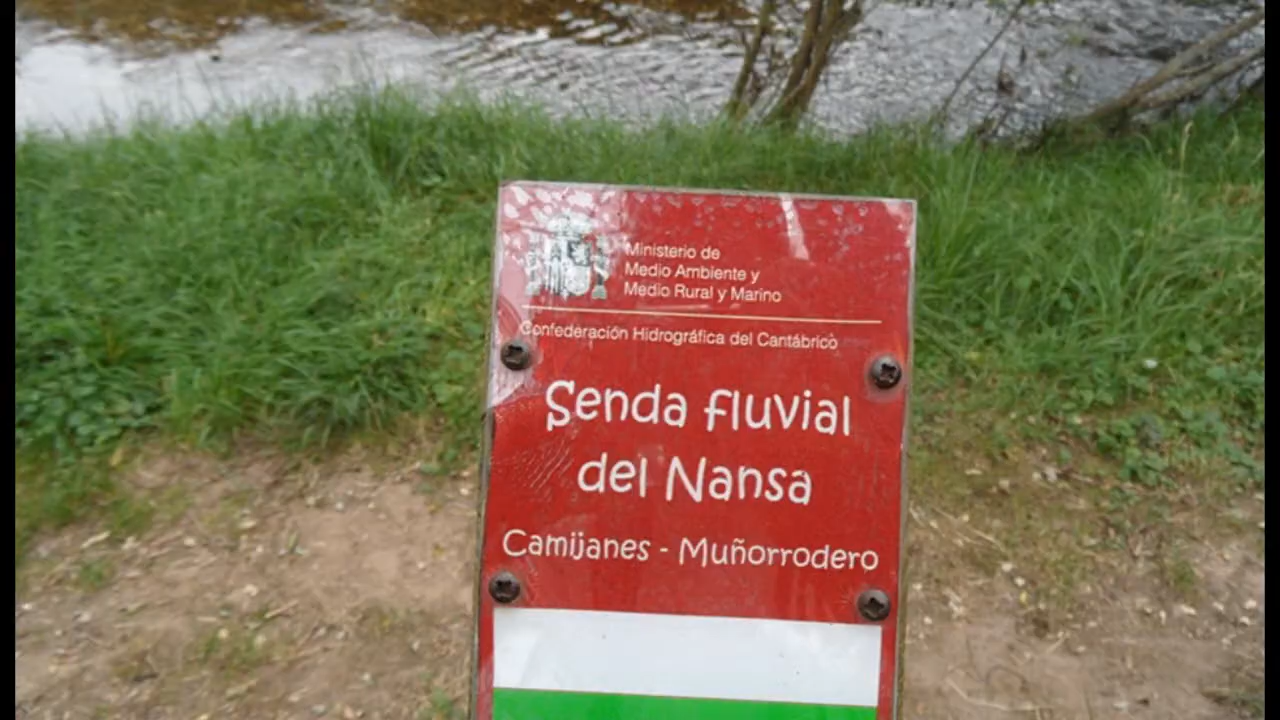 Ministerio de
Medio Ambiente y
Medio Rural y Marino
Confederación Hidrográfica del Cantábrico
Senda fluvial
del Nansa
Camijanes - Muñorrodero